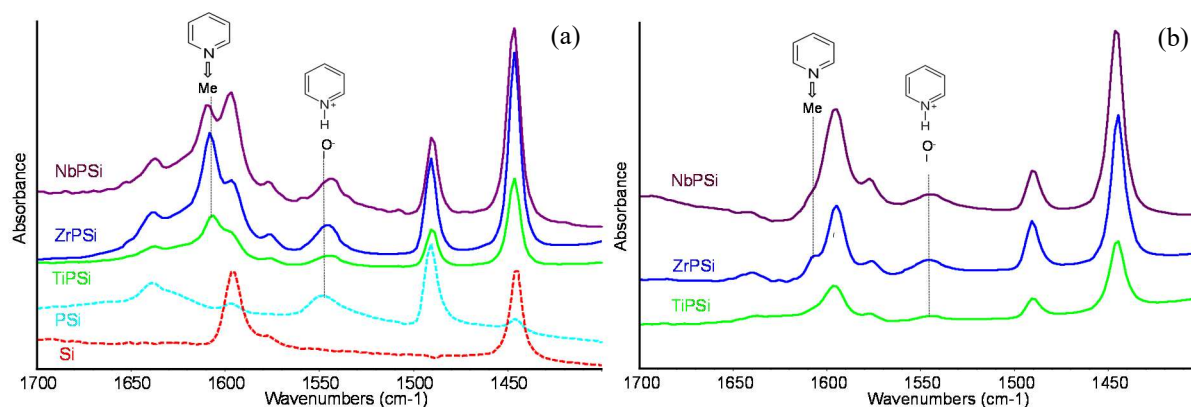 (a)
N
Me
N+
H
O-
NbPSi
ZrPSi
TiPSi
PSi
Si
Absorbance
1700 1650 1600 1550 1500 1450
Wavenumbers (cm-1)
(b)
N
Me
N+
H
O-
NbPSi
ZrPSi
TiPSi
Absorbance
1700 1650 1600 1550 1500 1450
Wavenumbers (cm-1)